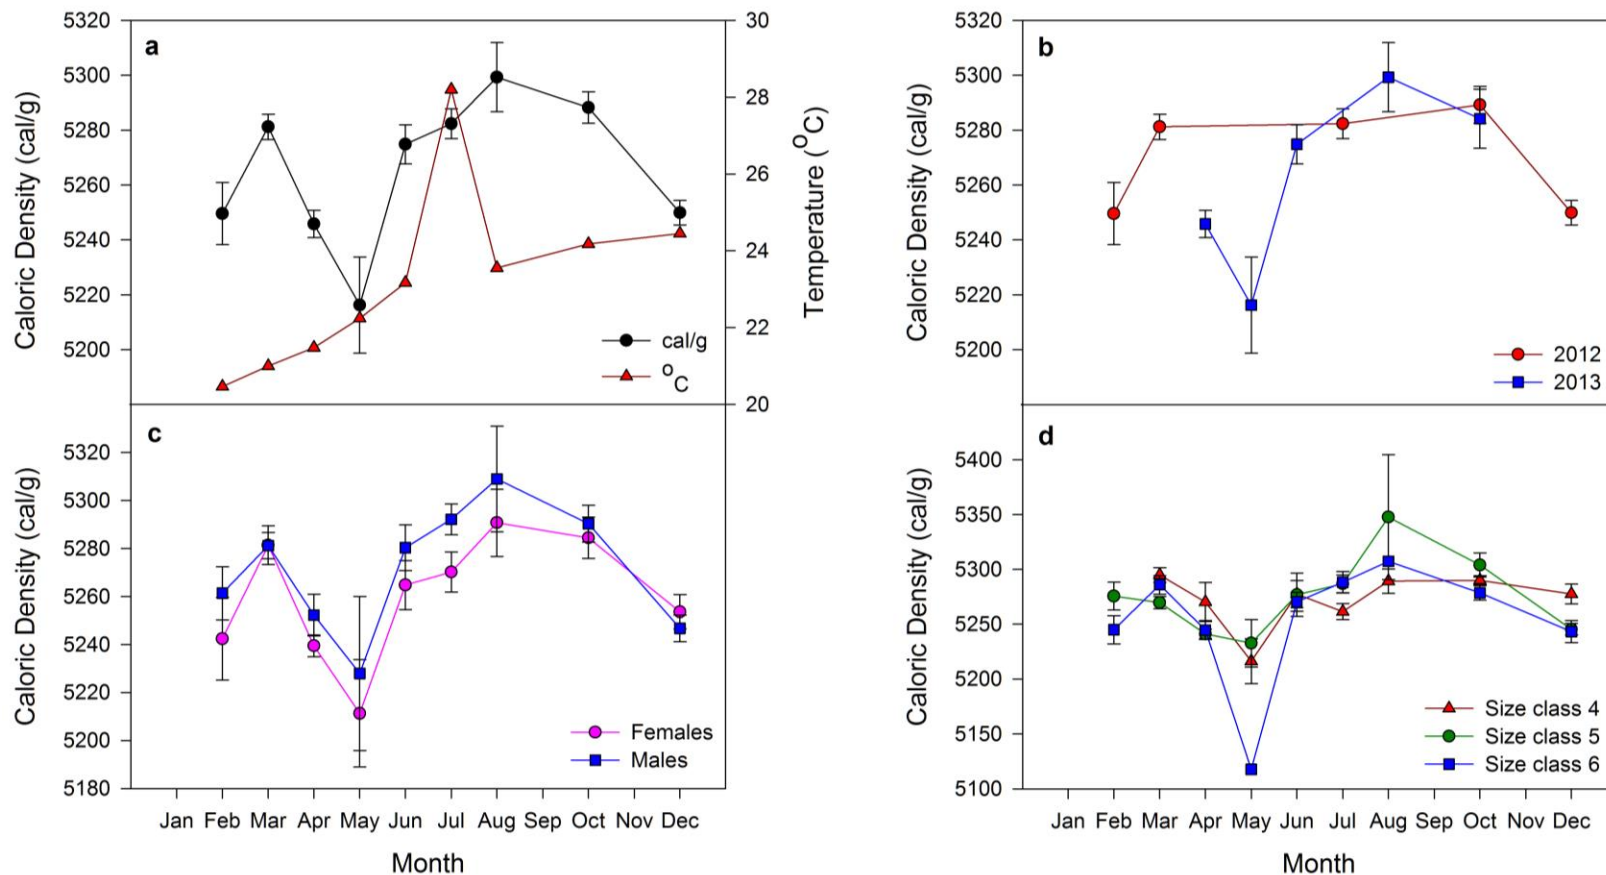 a
Caloric Density (cal/g)
5320
5300
5280
5260
5240
5220
5200
30
28
26
24
22
20
Temperature (°C)
cal/g
°C
b
Caloric Density (cal/g)
5320
5300
5280
5260
5240
5220
5200
2012
2013
c
Caloric Density (cal/g)
5320
5300
5280
5260
5240
5220
5200
5180
Females
Males
Jan Feb Mar Apr May Jun Jul Aug Sep Oct Nov Dec
Month
d
Caloric Density (cal/g)
5400
5350
5300
5250
5200
5150
5100
Size class 4
Size class 5
Size class 6
Jan Feb Mar Apr May Jun Jul Aug Sep Oct Nov Dec
Month